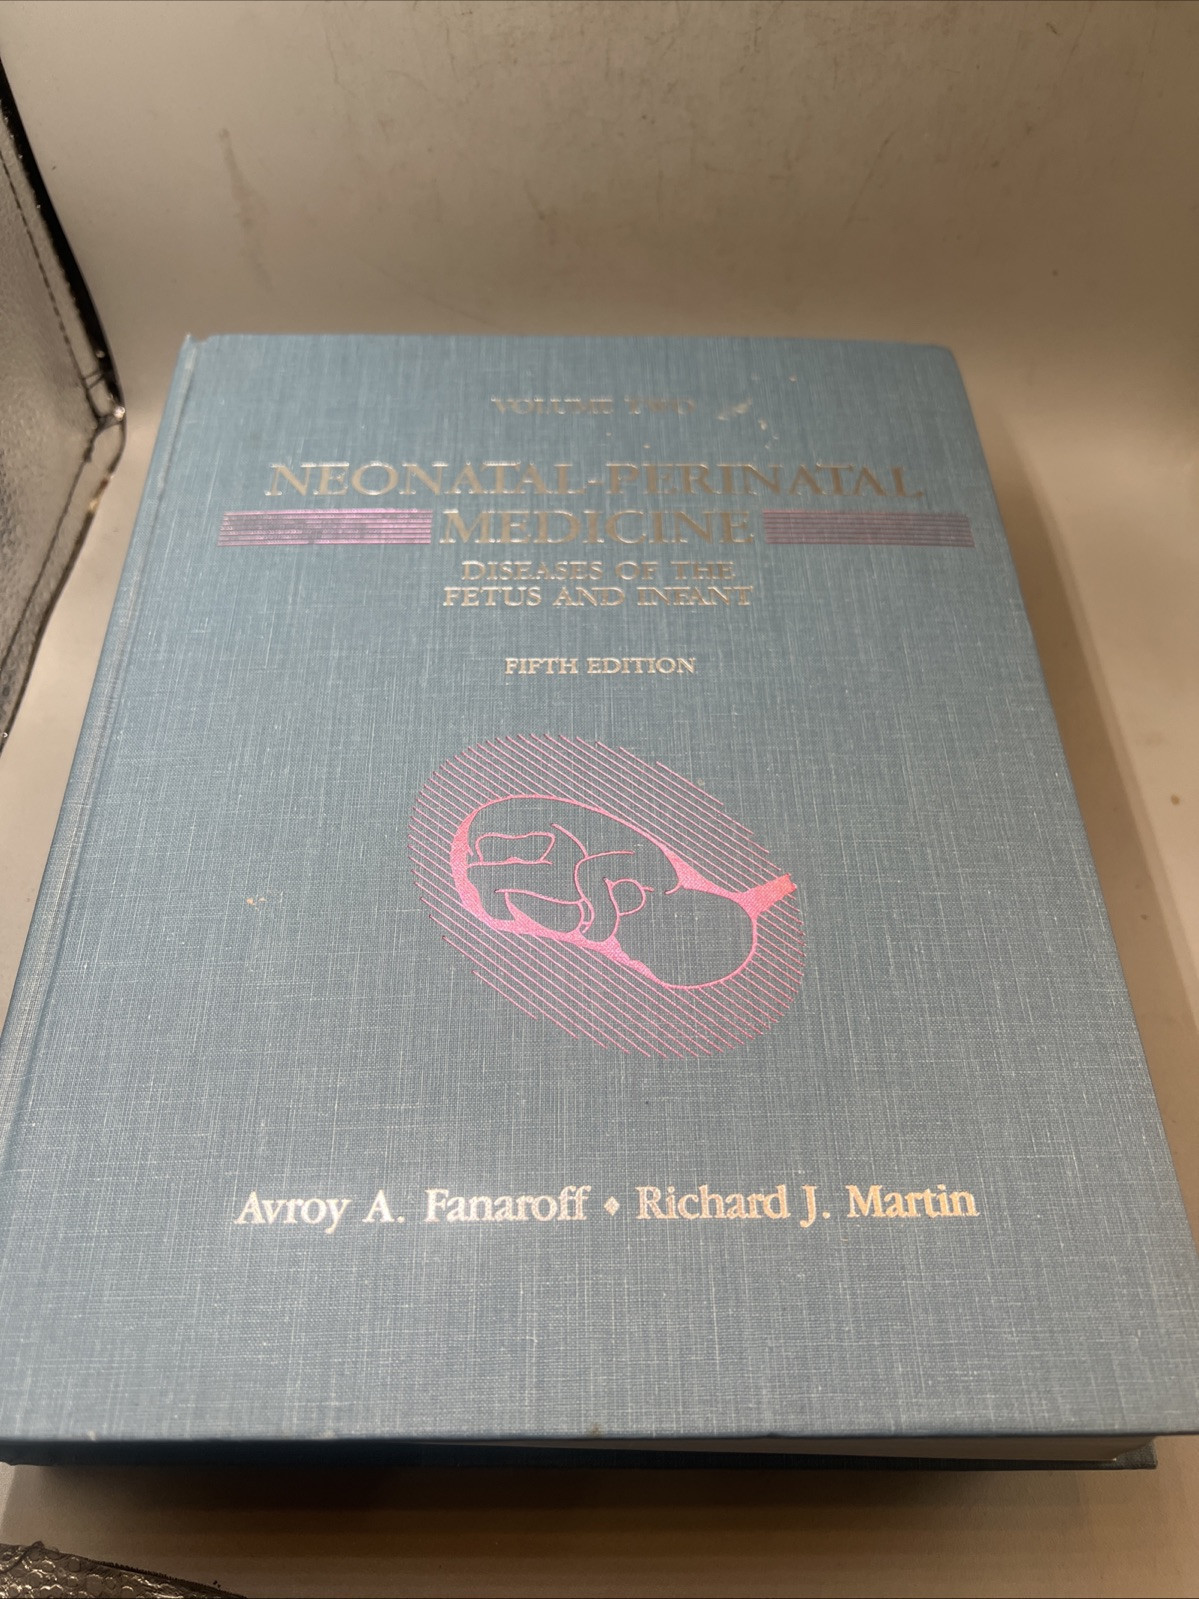 VOLUME TWO
NEONATAL-PERINATAL
MEDICINE
DISEASES OF THE
FETUS AND INFANT
FIFTH EDITION
Avroy A. Fanaroff ◆ Richard J. Martin